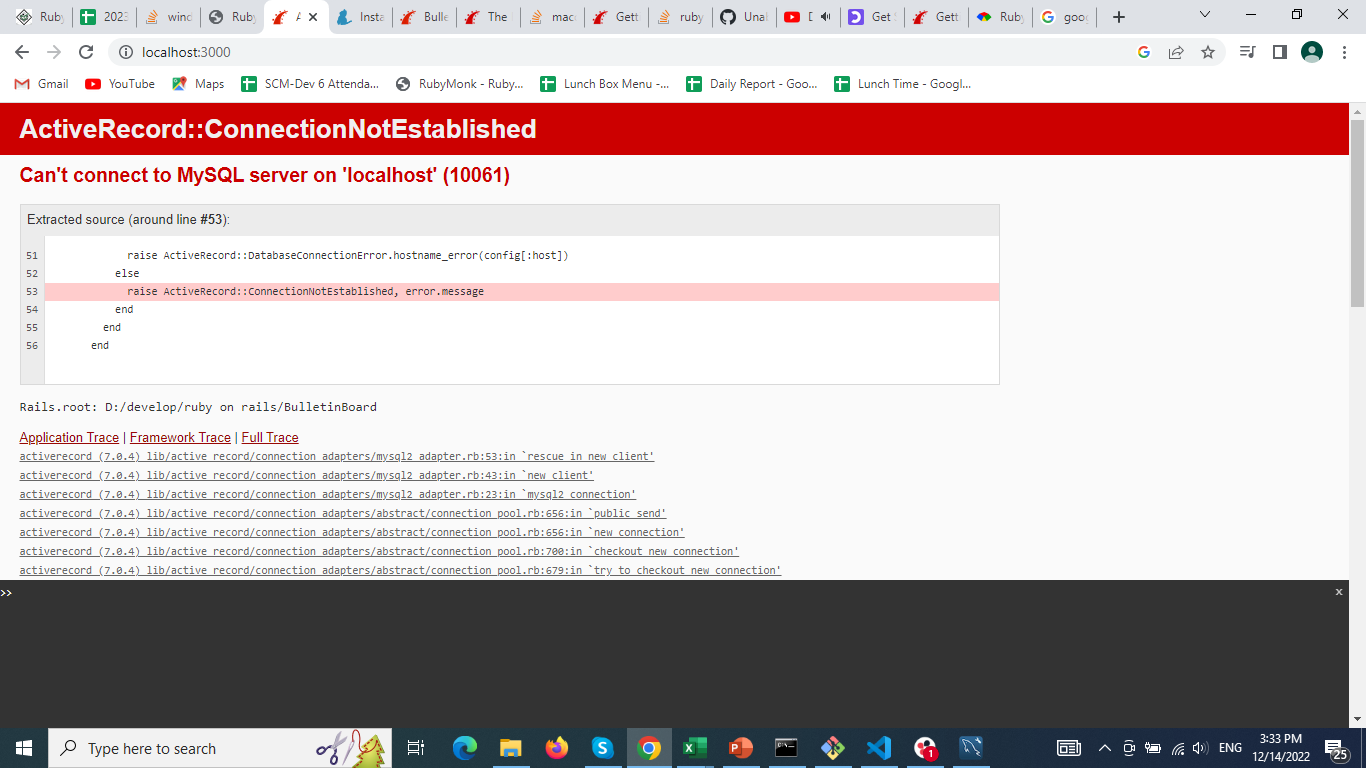 Ruby
2023
wind
Ruby
A
Insta
Bulle
The
mac
Gett
ruby
Unal
D
Get S
Gett
Ruby
goog
localhost:3000
Gmail
YouTube
Maps
SCM-Dev 6 Attenda...
RubyMonk - Ruby...
Lunch Box Menu -...
Daily Report - Goo...
Lunch Time - Googl...
ActiveRecord::ConnectionNotEstablished
Can't connect to MySQL server on 'localhost' (10061)
Extracted source (around line #53):
51 raise ActiveRecord::DatabaseConnectionError.hostname_error(config[:host])
52 else
53 raise ActiveRecord::ConnectionNotEstablished, error.message
54 end
55 end
56 end
Rails.root: D:/develop/ruby on rails/BulletinBoard
Application Trace | Framework Trace | Full Trace
activerecord (7.0.4) lib/active_record/connection_adapters/mysql2_adapter.rb:53:in `rescue in new_client'
activerecord (7.0.4) lib/active_record/connection_adapters/mysql2_adapter.rb:43:in `new_client'
activerecord (7.0.4) lib/active_record/connection_adapters/mysql2_adapter.rb:23:in `mysql2_connection'
activerecord (7.0.4) lib/active_record/connection_adapters/abstract/connection_pool.rb:656:in `public_send'
activerecord (7.0.4) lib/active_record/connection_adapters/abstract/connection_pool.rb:656:in `new_connection'
activerecord (7.0.4) lib/active_record/connection_adapters/abstract/connection_pool.rb:700:in `checkout_new_connection'
activerecord (7.0.4) lib/active_record/connection_adapters/abstract/connection_pool.rb:679:in `try_to_checkout_new_connection'
>>
x
Type here to search
1
ENG
3:33 PM
12/14/2022
25